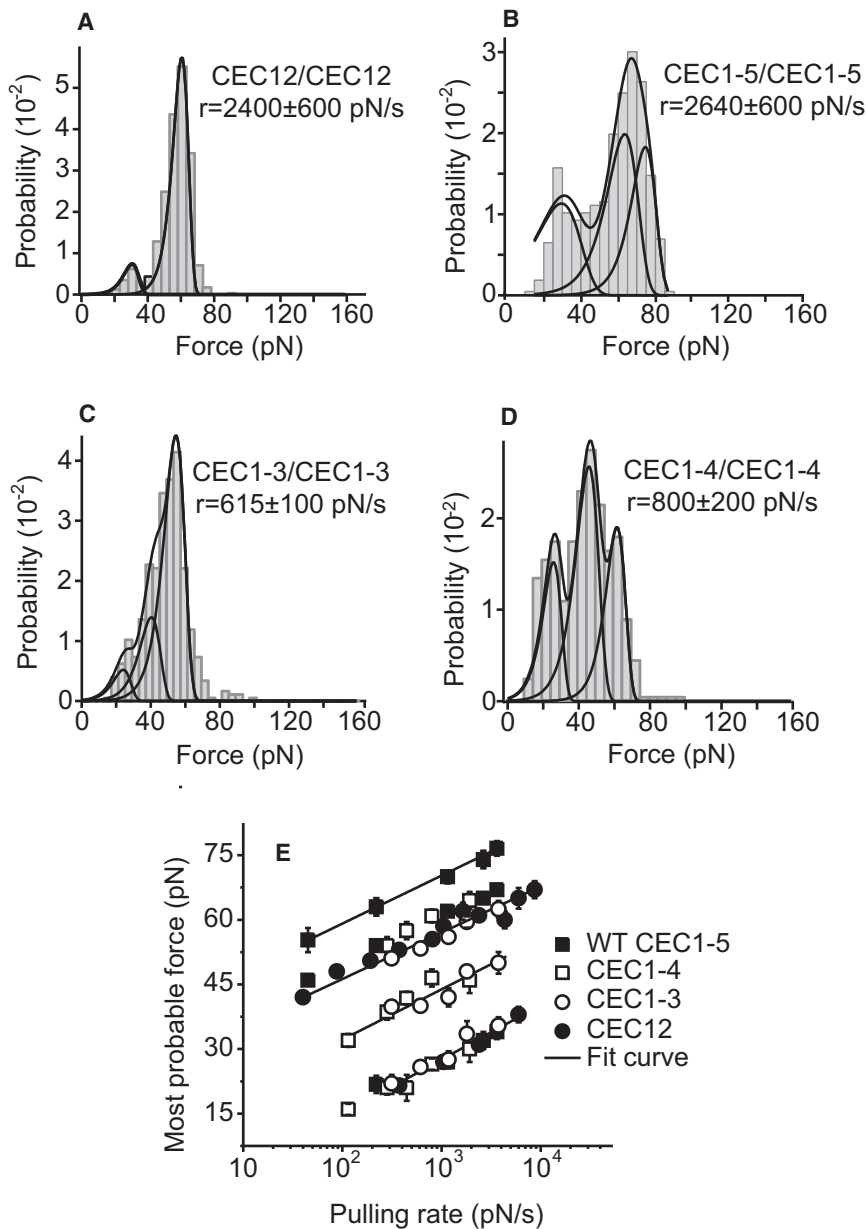 A
CEC12/CEC12
r=2400±600 pN/s
Probability (10⁻²)
5
4
3
2
1
0
0 40 80 120 160
Force (pN)
B
CEC1-5/CEC1-5
r=2640±600 pN/s
Probability (10⁻²)
3
2
1
0
0 40 80 120 160
Force (pN)
C
CEC1-3/CEC1-3
r=615±100 pN/s
Probability (10⁻²)
4
3
2
1
0
0 40 80 120 160
Force (pN)
D
CEC1-4/CEC1-4
r=800±200 pN/s
Probability (10⁻²)
2
1
0
0 40 80 120 160
Force (pN)
E
Most probable force (pN)
75
60
45
30
15
10 10² 10³ 10⁴
Pulling rate (pN/s)
WT CEC1-5
CEC1-4
CEC1-3
CEC12
Fit curve